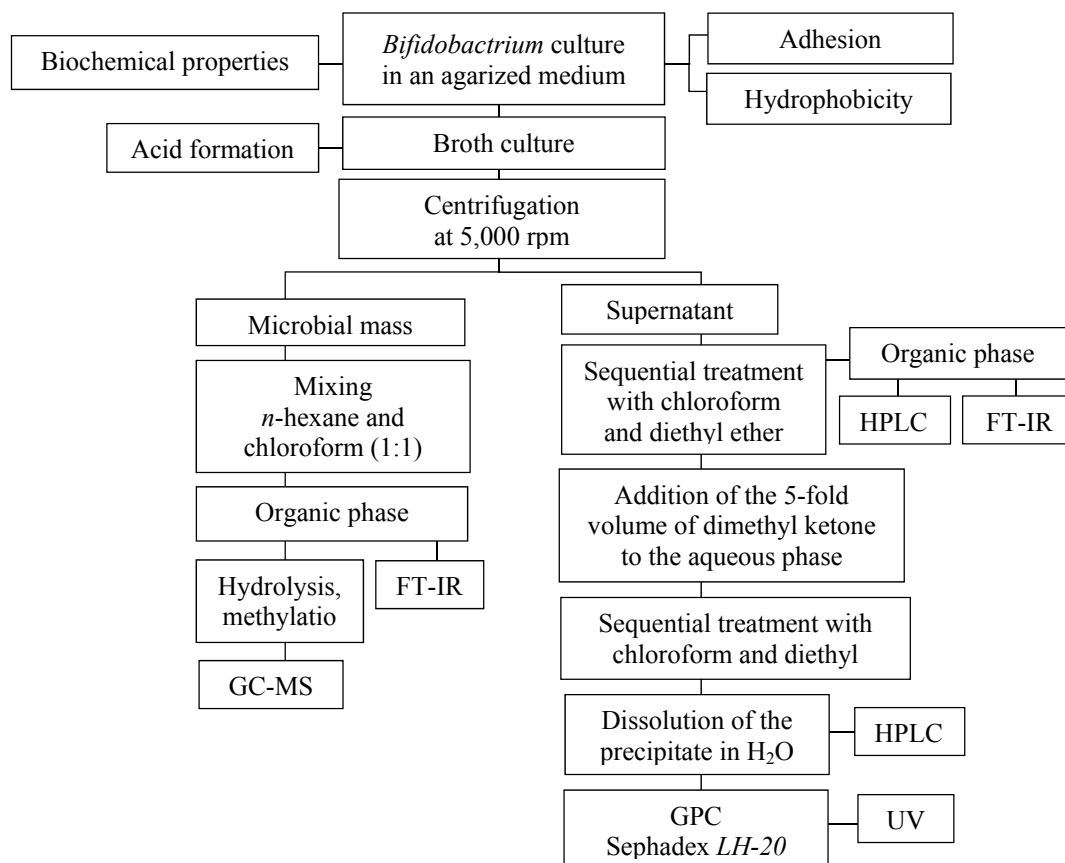 Biochemical properties
Bifidobactrium culture
in an agarized medium
Adhesion
Hydrophobicity
Acid formation
Broth culture
Centrifugation
at 5,000 rpm
Microbial mass
Mixing
n-hexane and
chloroform (1:1)
Organic phase
Hydrolysis,
methylatio
FT-IR
GC-MS
Supernatant
Sequential treatment
with chloroform
and diethyl ether
Organic phase
HPLC
FT-IR
Addition of the 5-fold
volume of dimethyl ketone
to the aqueous phase
Sequential treatment with
chloroform and diethyl
Dissolution of the
precipitate in H₂O
HPLC
GPC
Sephadex LH-20
UV